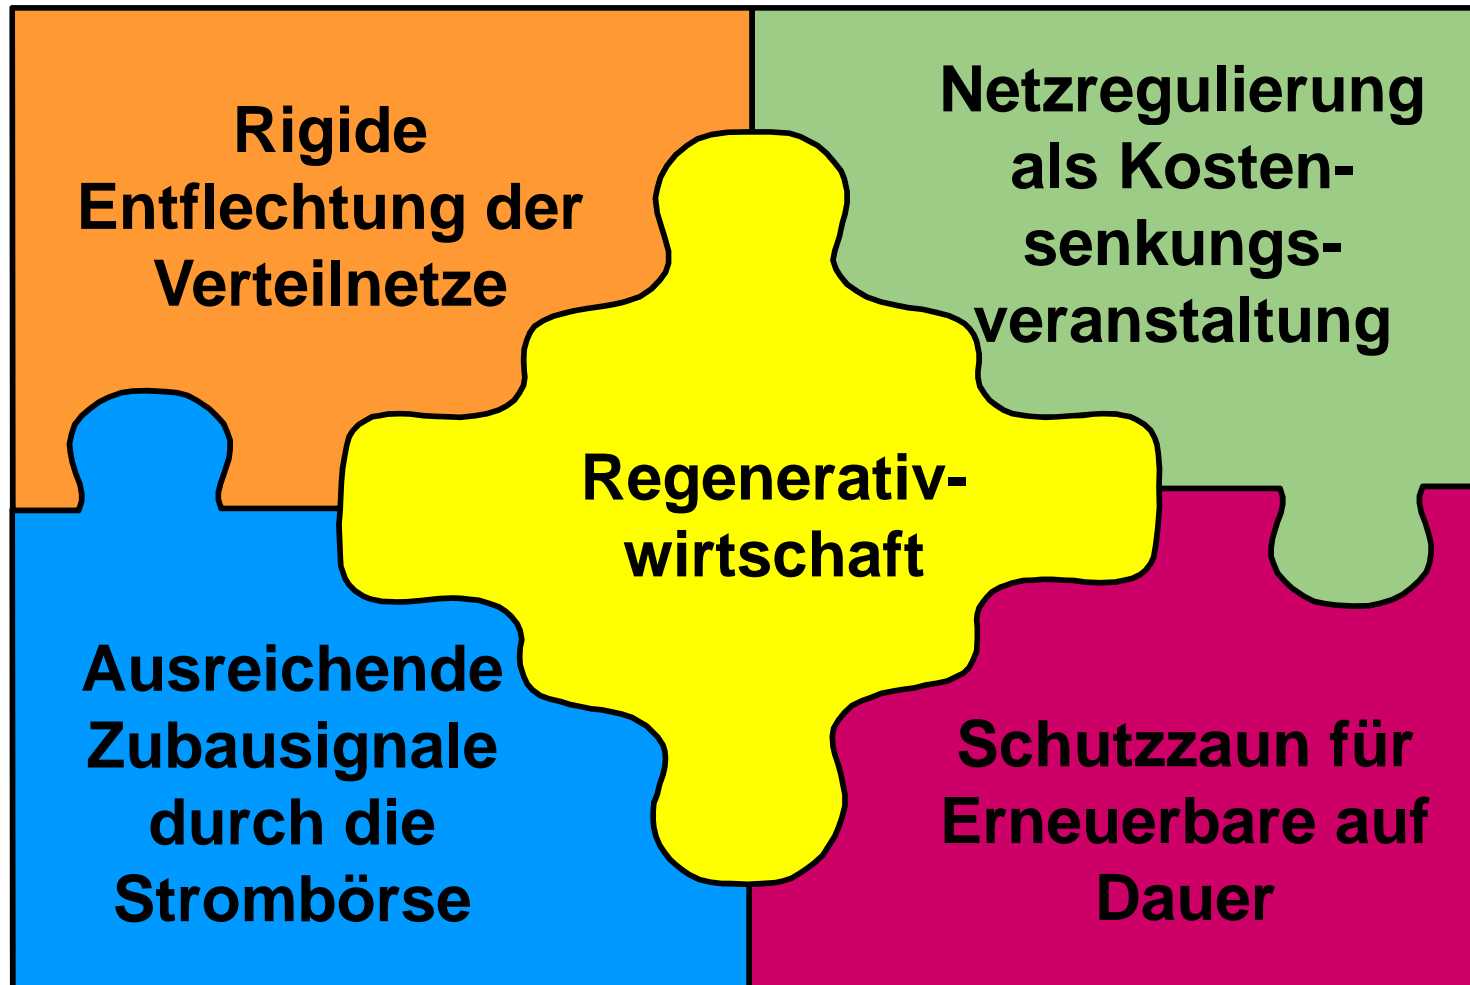 Rigide
Entflechtung der
Verteilnetze
Netzregulierung
als Kosten-
senkungs-
veranstaltung
Regenerativ-
wirtschaft
Ausreichende
Zubausignale
durch die
Strombörse
Schutzzaun für
Erneuerbare auf
Dauer